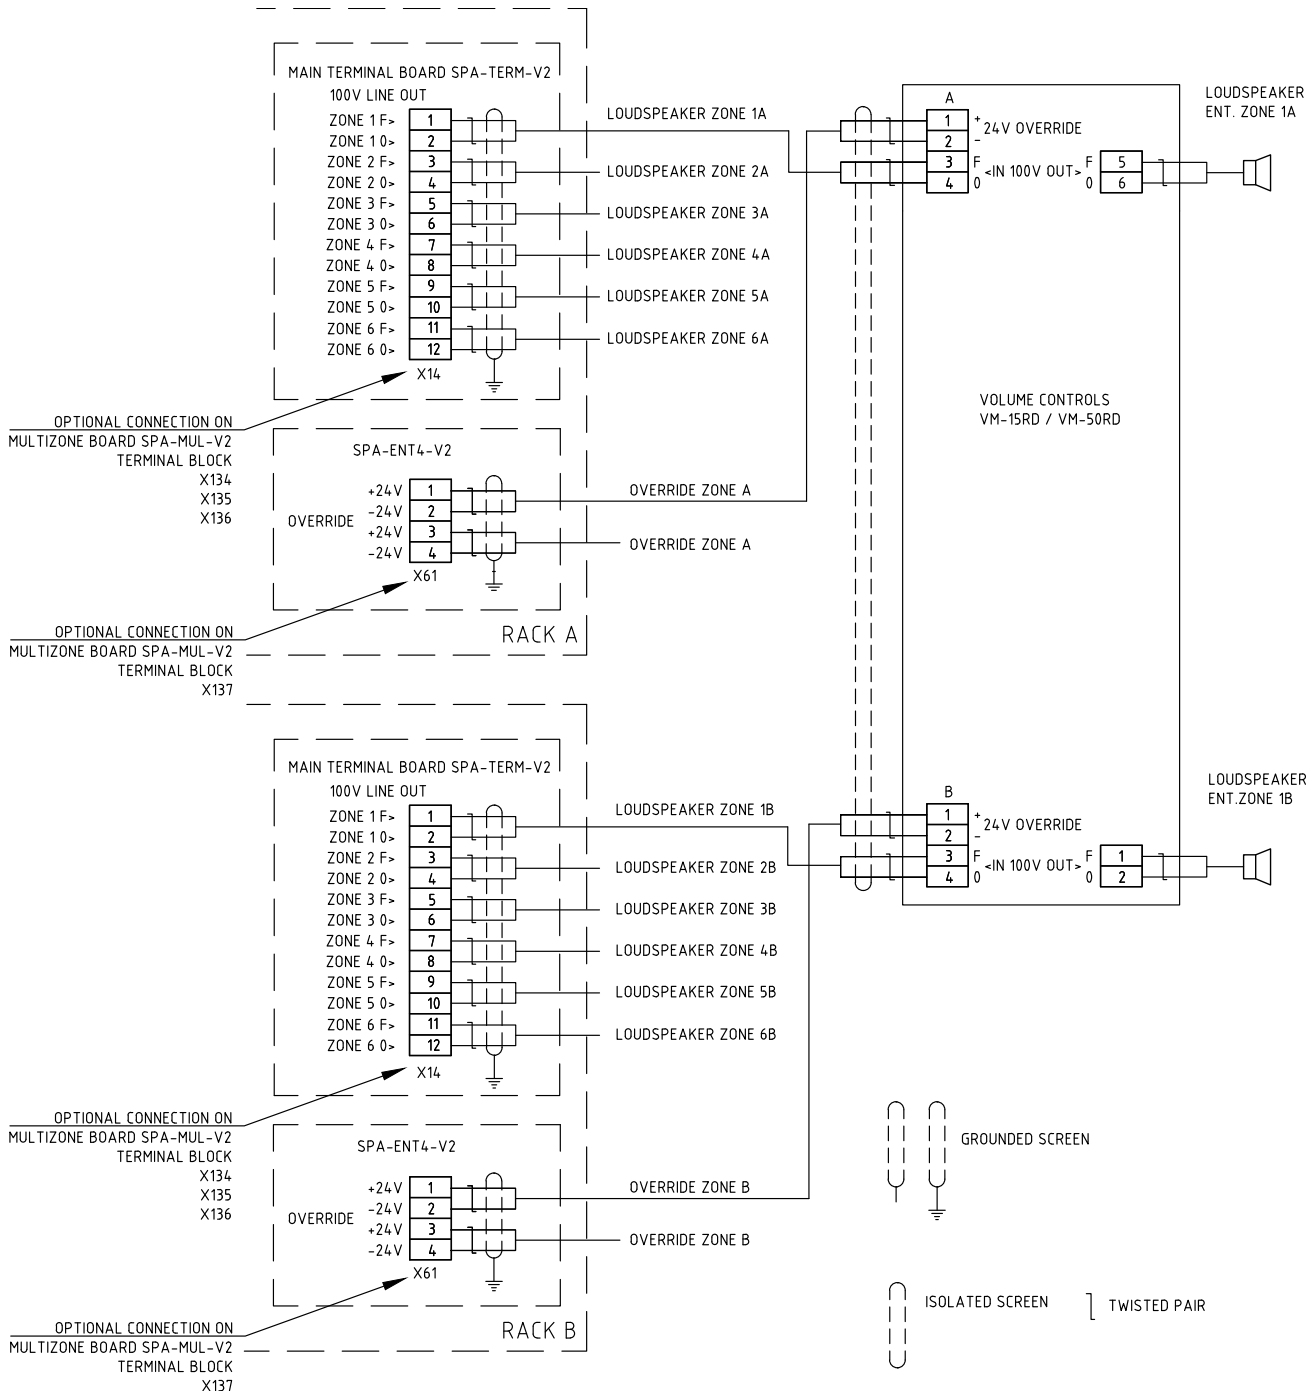 MAIN TERMINAL BOARD SPA-TERM-V2
100V LINE OUT
ZONE 1 F> 1
ZONE 1 0> 2
ZONE 2 F> 3
ZONE 2 0> 4
ZONE 3 F> 5
ZONE 3 0> 6
ZONE 4 F> 7
ZONE 4 0> 8
ZONE 5 F> 9
ZONE 5 0> 10
ZONE 6 F> 11
ZONE 6 0> 12
X14
LOUDSPEAKER ZONE 1A
LOUDSPEAKER ZONE 2A
LOUDSPEAKER ZONE 3A
LOUDSPEAKER ZONE 4A
LOUDSPEAKER ZONE 5A
LOUDSPEAKER ZONE 6A
OPTIONAL CONNECTION ON
MULTIZONE BOARD SPA-MUL-V2
TERMINAL BLOCK
X134
X135
X136
SPA-ENT4-V2
OVERRIDE
+24V 1
-24V 2
+24V 3
-24V 4
X61
OVERRIDE ZONE A
OVERRIDE ZONE A
RACK A
OPTIONAL CONNECTION ON
MULTIZONE BOARD SPA-MUL-V2
TERMINAL BLOCK
X137
A
1 +
2 -
24V OVERRIDE
3 F
4 0
<IN 100V OUT>
F 5
0 6
LOUDSPEAKER
ENT. ZONE 1A
VOLUME CONTROLS
VM-15RD / VM-50RD
MAIN TERMINAL BOARD SPA-TERM-V2
100V LINE OUT
ZONE 1 F> 1
ZONE 1 0> 2
ZONE 2 F> 3
ZONE 2 0> 4
ZONE 3 F> 5
ZONE 3 0> 6
ZONE 4 F> 7
ZONE 4 0> 8
ZONE 5 F> 9
ZONE 5 0> 10
ZONE 6 F> 11
ZONE 6 0> 12
X14
LOUDSPEAKER ZONE 1B
LOUDSPEAKER ZONE 2B
LOUDSPEAKER ZONE 3B
LOUDSPEAKER ZONE 4B
LOUDSPEAKER ZONE 5B
LOUDSPEAKER ZONE 6B
B
1 +
2 -
24V OVERRIDE
3 F
4 0
<IN 100V OUT>
F 1
0 2
LOUDSPEAKER
ENT.ZONE 1B
OPTIONAL CONNECTION ON
MULTIZONE BOARD SPA-MUL-V2
TERMINAL BLOCK
X134
X135
X136
SPA-ENT4-V2
OVERRIDE
+24V 1
-24V 2
+24V 3
-24V 4
X61
OVERRIDE ZONE B
OVERRIDE ZONE B
RACK B
OPTIONAL CONNECTION ON
MULTIZONE BOARD SPA-MUL-V2
TERMINAL BLOCK
X137
GROUNDED SCREEN
ISOLATED SCREEN
TWISTED PAIR